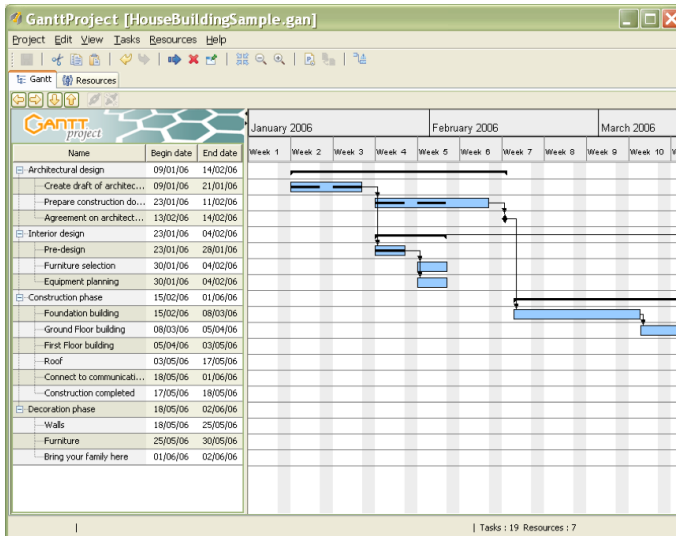 GanttProject [HouseBuildingSample.gan]
Project Edit View Tasks Resources Help
Gantt Resources
GANTT project
January 2006 February 2006 March 2006
Name Begin date End date Week 1 Week 2 Week 3 Week 4 Week 5 Week 6 Week 7 Week 8 Week 9 Week 10
Architectural design 09/01/06 14/02/06
Create draft of architec... 09/01/06 21/01/06
Prepare construction do... 23/01/06 11/02/06
Agreement on architect... 13/02/06 14/02/06
Interior design 23/01/06 04/02/06
Pre-design 23/01/06 28/01/06
Furniture selection 30/01/06 04/02/06
Equipment planning 30/01/06 04/02/06
Construction phase 15/02/06 01/06/06
Foundation building 15/02/06 08/03/06
Ground Floor building 08/03/06 05/04/06
First Floor building 05/04/06 03/05/06
Roof 03/05/06 17/05/06
Connect to communicati... 18/05/06 01/06/06
Construction completed 17/05/06 18/05/06
Decoration phase 18/05/06 02/06/06
Walls 18/05/06 25/05/06
Furniture 25/05/06 30/05/06
Bring your family here 01/06/06 02/06/06
Tasks : 19 Resources : 7